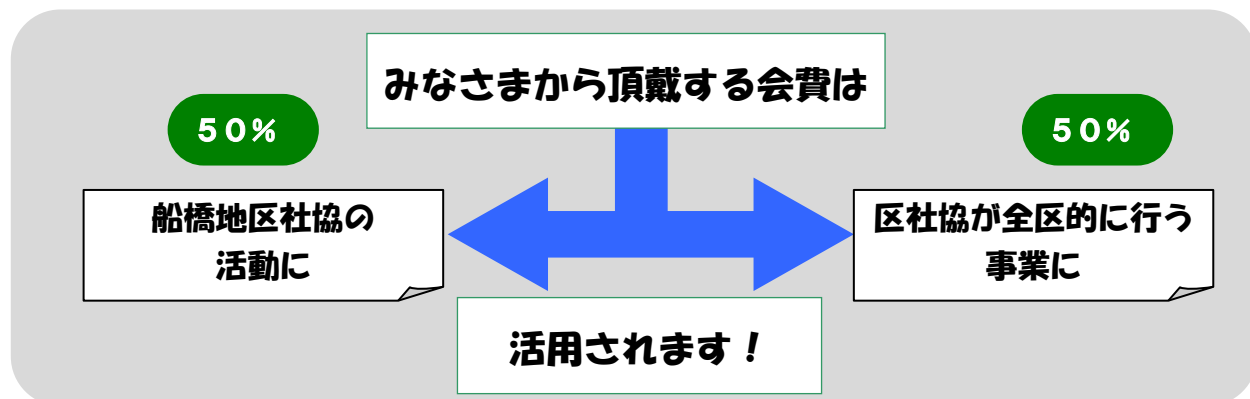 みなさまから頂戴する会費は
５０％
船橋地区社協の
活動に
５０％
区社協が全区的に行う
事業に
活用されます！